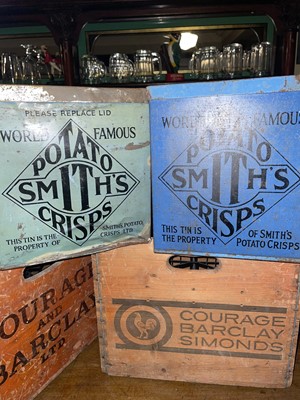 PLEASE REPLACE LID
WORLD FAMOUS
POTATO
SMITH'S
CRISPS
THIS TIN IS THE
PROPERTY OF
SMITH'S POTATO
CRISPS LTD
WORLD FAMOUS
POTATO
SMITH'S
CRISPS
THIS TIN IS
THE PROPERTY
OF SMITH'S
POTATO CRISPS
COURAGE
AND
BARCLAY
LTD
COURAGE
BARCLAY
SIMONDS